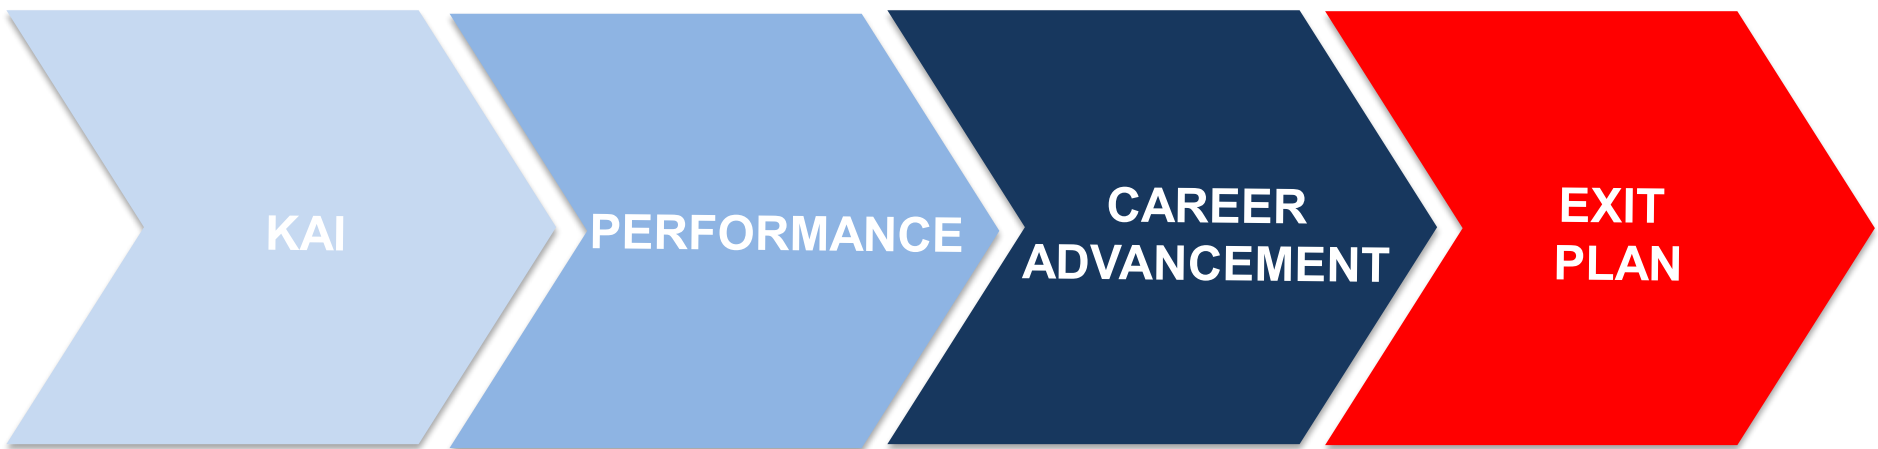 KAI
PERFORMANCE
CAREER
ADVANCEMENT
EXIT
PLAN